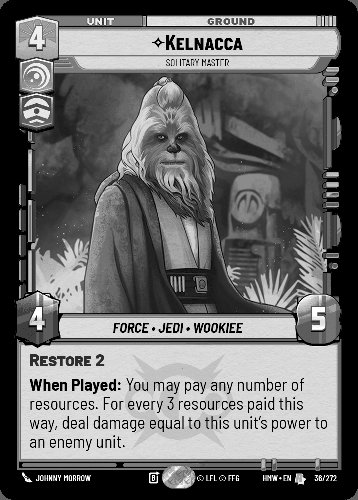 UNIT GROUND
4
✧KELNACCA
SOLITARY MASTER
4
FORCE • JEDI • WOOKIEE
5
RESTORE 2
When Played: You may pay any number of
resources. For every 3 resources paid this
way, deal damage equal to this unit's power to
an enemy unit.
JOHNNY MORROW
© LFL © FFG
HMW • EN
36/272